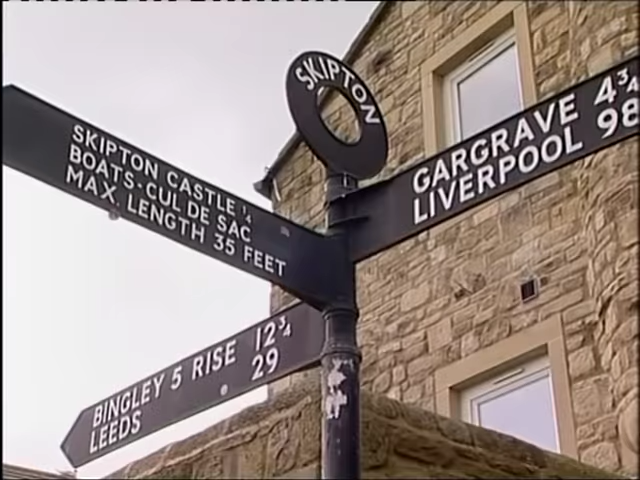 SKIPTON
SKIPTON CASTLE ¼
BOATS·CUL DE SAC
MAX. LENGTH 35 FEET
GARGRAVE 4¾
LIVERPOOL 98
BINGLEY 5 RISE 12¾
LEEDS 29